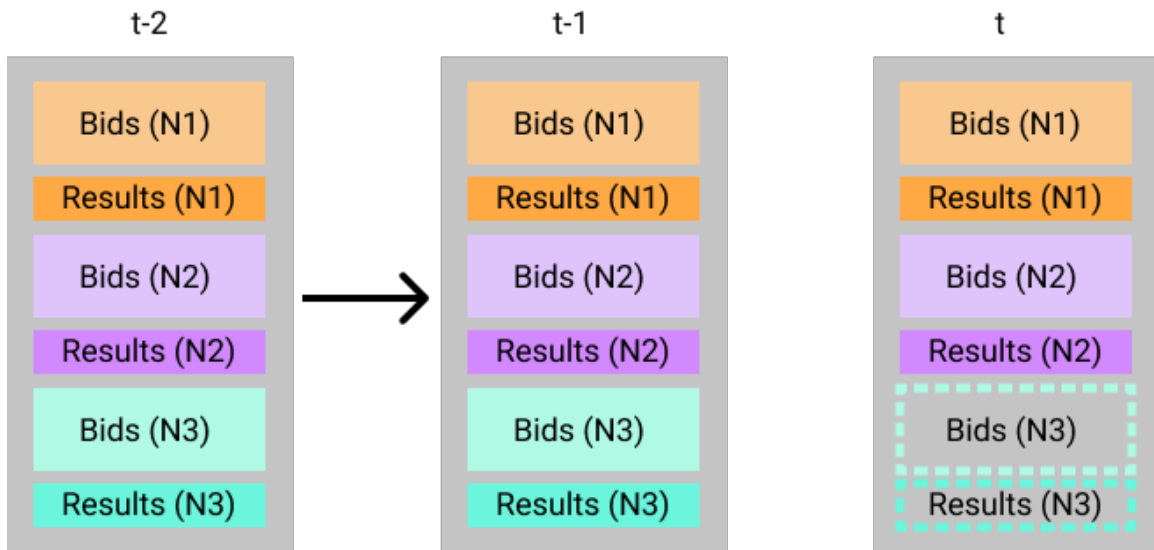 t-2
t-1
t
Bids (N1)
Results (N1)
Bids (N2)
Results (N2)
Bids (N3)
Results (N3)
Bids (N1)
Results (N1)
Bids (N2)
Results (N2)
Bids (N3)
Results (N3)
Bids (N1)
Results (N1)
Bids (N2)
Results (N2)
Bids (N3)
Results (N3)